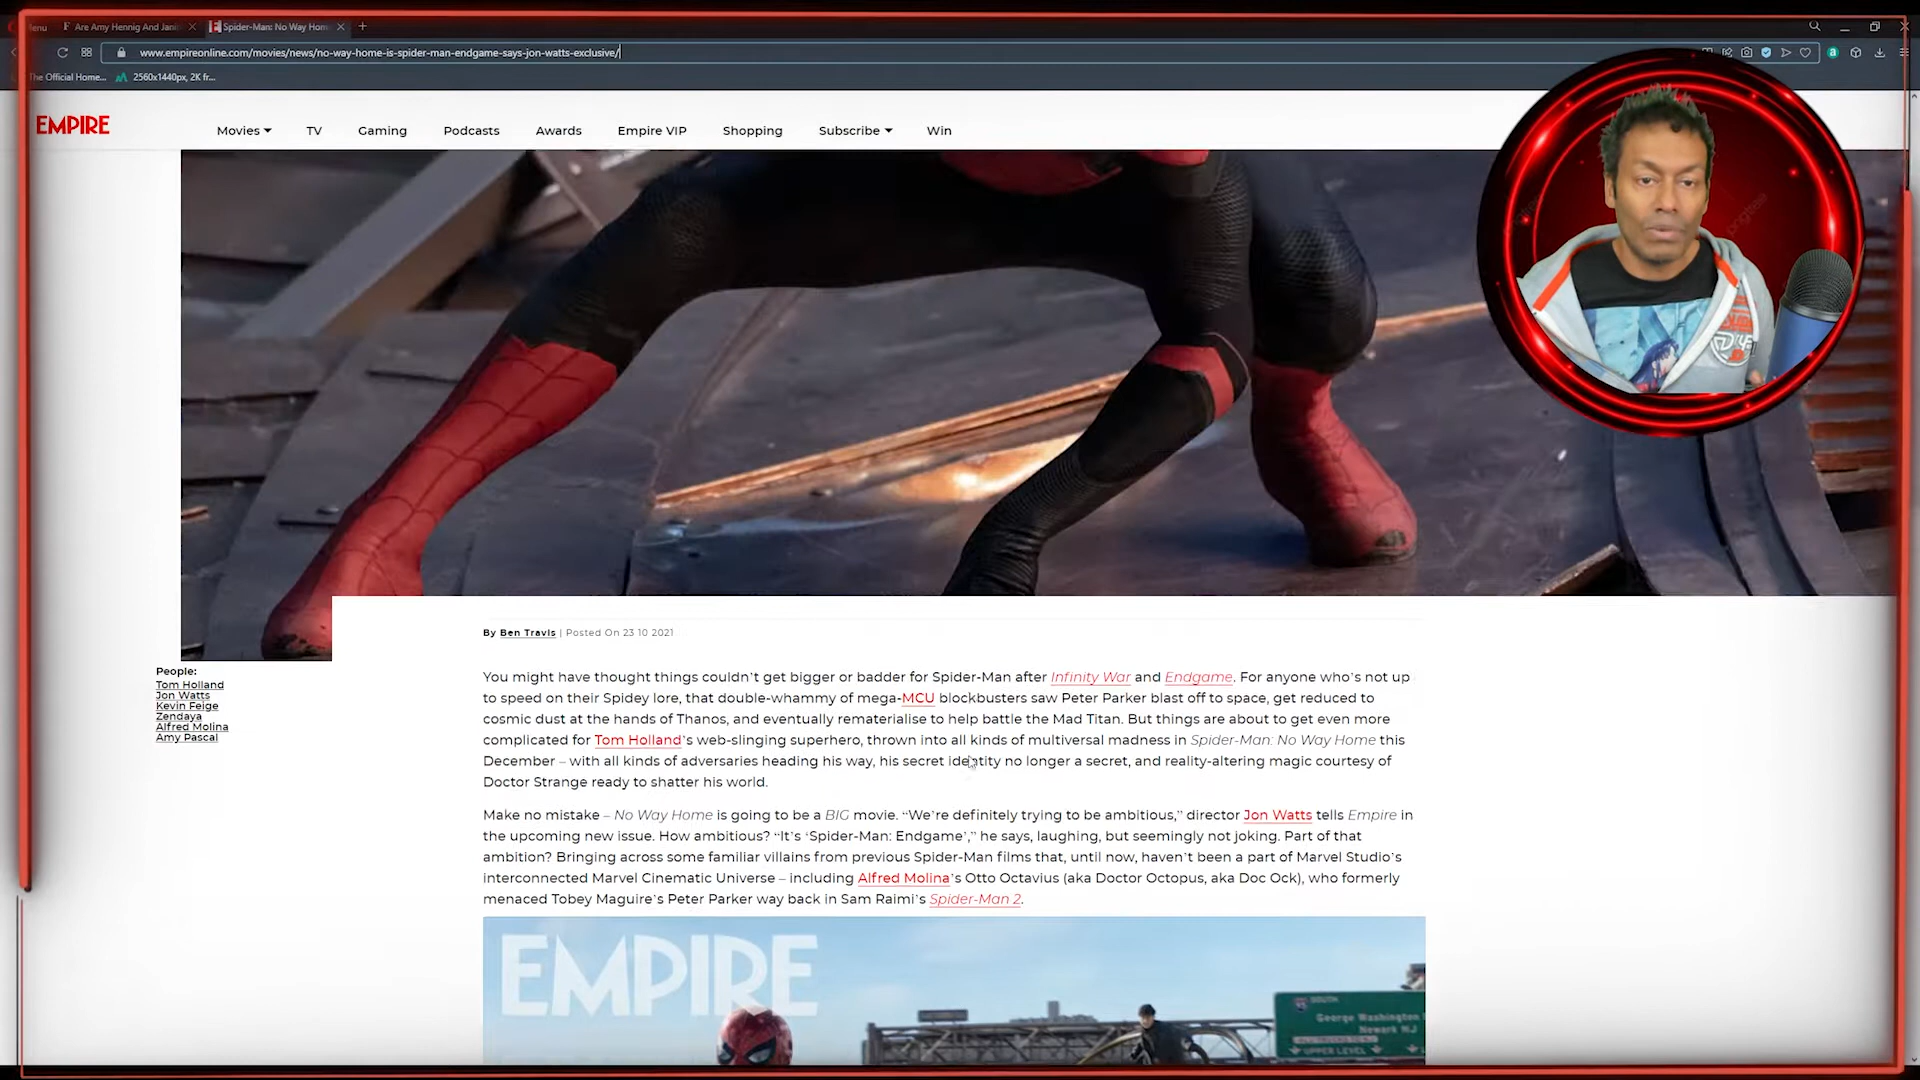 Are Amy Hennig And Jani
Spider-Man: No Way Hom
www.empireonline.com/movies/news/no-way-home-is-spider-man-endgame-says-jon-watts-exclusive/
The Official Home...
2560x1440px, 2K fr...
EMPIRE
Movies
TV
Gaming
Podcasts
Awards
Empire VIP
Shopping
Subscribe
Win
By Ben Travis | Posted On 23 10 2021
People:
Tom Holland
Jon Watts
Kevin Feige
Zendaya
Alfred Molina
Amy Pascal
You might have thought things couldn't get bigger or badder for Spider-Man after Infinity War and Endgame. For anyone who's not up
to speed on their Spidey lore, that double-whammy of mega-MCU blockbusters saw Peter Parker blast off to space, get reduced to
cosmic dust at the hands of Thanos, and eventually rematerialise to help battle the Mad Titan. But things are about to get even more
complicated for Tom Holland's web-slinging superhero, thrown into all kinds of multiversal madness in Spider-Man: No Way Home this
December – with all kinds of adversaries heading his way, his secret identity no longer a secret, and reality-altering magic courtesy of
Doctor Strange ready to shatter his world.
Make no mistake – No Way Home is going to be a BIG movie. “We're definitely trying to be ambitious,” director Jon Watts tells Empire in
the upcoming new issue. How ambitious? “It's ‘Spider-Man: Endgame’,” he says, laughing, but seemingly not joking. Part of that
ambition? Bringing across some familiar villains from previous Spider-Man films that, until now, haven't been a part of Marvel Studio's
interconnected Marvel Cinematic Universe – including Alfred Molina's Otto Octavius (aka Doctor Octopus, aka Doc Ock), who formerly
menaced Tobey Maguire's Peter Parker way back in Sam Raimi's Spider-Man 2.
EMPIRE
SOUTH
George Washington
Newark NJ
UPPER LEVEL